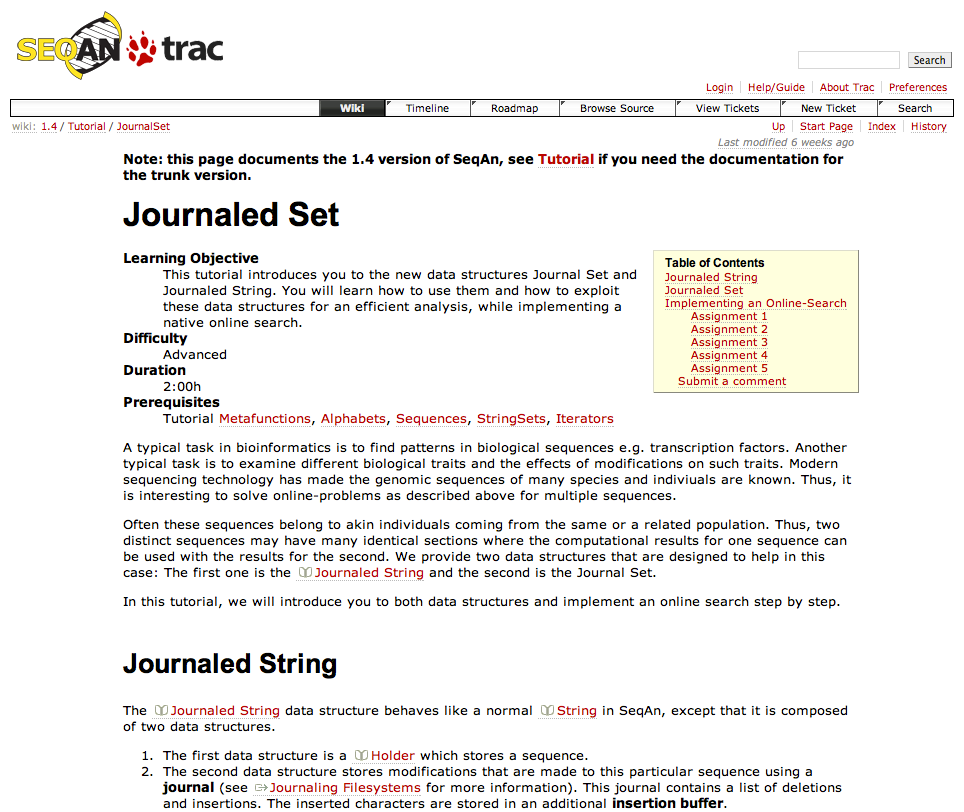 SEQAN trac
Search
Login Help/Guide About Trac Preferences
Wiki Timeline Roadmap Browse Source View Tickets New Ticket Search
wiki: 1.4 / Tutorial / JournalSet
Up Start Page Index History
Last modified 6 weeks ago
Note: this page documents the 1.4 version of SeqAn, see Tutorial if you need the documentation for
the trunk version.
Journaled Set
Learning Objective
This tutorial introduces you to the new data structures Journal Set and
Journaled String. You will learn how to use them and how to exploit
these data structures for an efficient analysis, while implementing a
native online search.
Difficulty
Advanced
Duration
2:00h
Prerequisites
Tutorial Metafunctions, Alphabets, Sequences, StringSets, Iterators
Table of Contents
Journaled String
Journaled Set
Implementing an Online-Search
Assignment 1
Assignment 2
Assignment 3
Assignment 4
Assignment 5
Submit a comment
A typical task in bioinformatics is to find patterns in biological sequences e.g. transcription factors. Another
typical task is to examine different biological traits and the effects of modifications on such traits. Modern
sequencing technology has made the genomic sequences of many species and indiviuals are known. Thus, it
is interesting to solve online-problems as described above for multiple sequences.
Often these sequences belong to akin individuals coming from the same or a related population. Thus, two
distinct sequences may have many identical sections where the computational results for one sequence can
be used with the results for the second. We provide two data structures that are designed to help in this
case: The first one is the Journaled String and the second is the Journal Set.
In this tutorial, we will introduce you to both data structures and implement an online search step by step.
Journaled String
The Journaled String data structure behaves like a normal String in SeqAn, except that it is composed
of two data structures.
1. The first data structure is a Holder which stores a sequence.
2. The second data structure stores modifications that are made to this particular sequence using a
journal (see Journaling Filesystems for more information). This journal contains a list of deletions
and insertions. The inserted characters are stored in an additional insertion buffer.